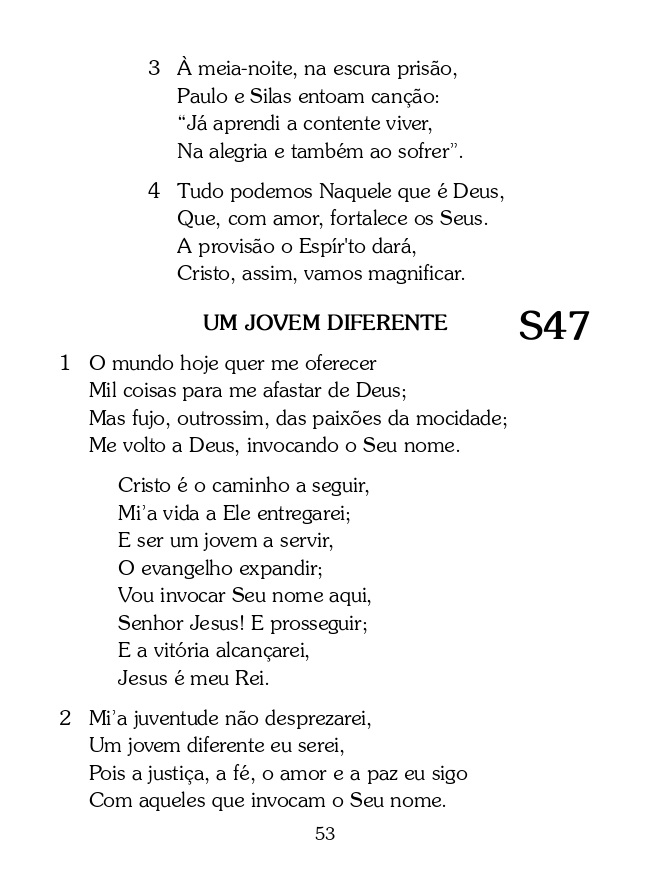 3 À meia-noite, na escura prisão,
Paulo e Silas entoam canção:
“Já aprendi a contente viver,
Na alegria e também ao sofrer”.
4 Tudo podemos Naquele que é Deus,
Que, com amor, fortalece os Seus.
A provisão o Espír'to dará,
Cristo, assim, vamos magnificar.
UM JOVEM DIFERENTE S47
1 O mundo hoje quer me oferecer
Mil coisas para me afastar de Deus;
Mas fujo, outrossim, das paixões da mocidade;
Me volto a Deus, invocando o Seu nome.
Cristo é o caminho a seguir,
Mi’a vida a Ele entregarei;
E ser um jovem a servir,
O evangelho expandir;
Vou invocar Seu nome aqui,
Senhor Jesus! E prosseguir;
E a vitória alcançarei,
Jesus é meu Rei.
2 Mi’a juventude não desprezarei,
Um jovem diferente eu serei,
Pois a justiça, a fé, o amor e a paz eu sigo
Com aqueles que invocam o Seu nome.
53